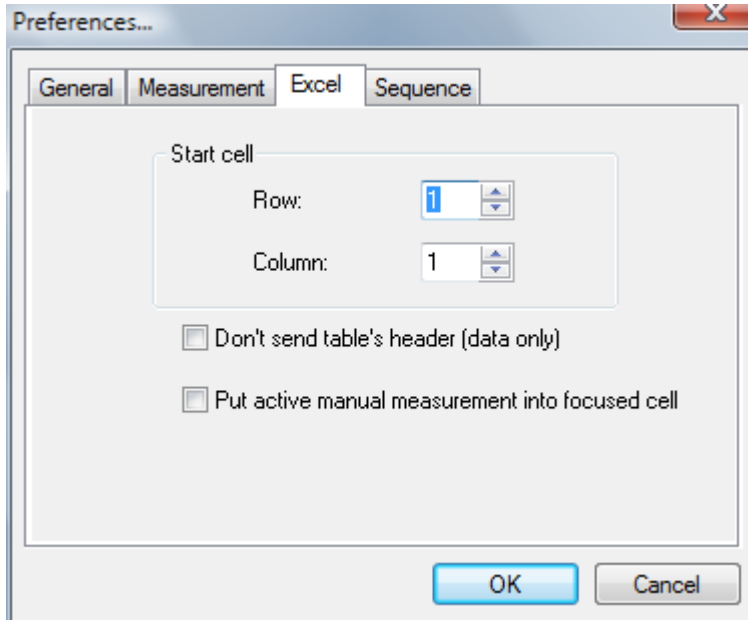 Preferences...
General Measurement Excel Sequence
Start cell
Row: 1
Column: 1
Don't send table's header (data only)
Put active manual measurement into focused cell
OK Cancel